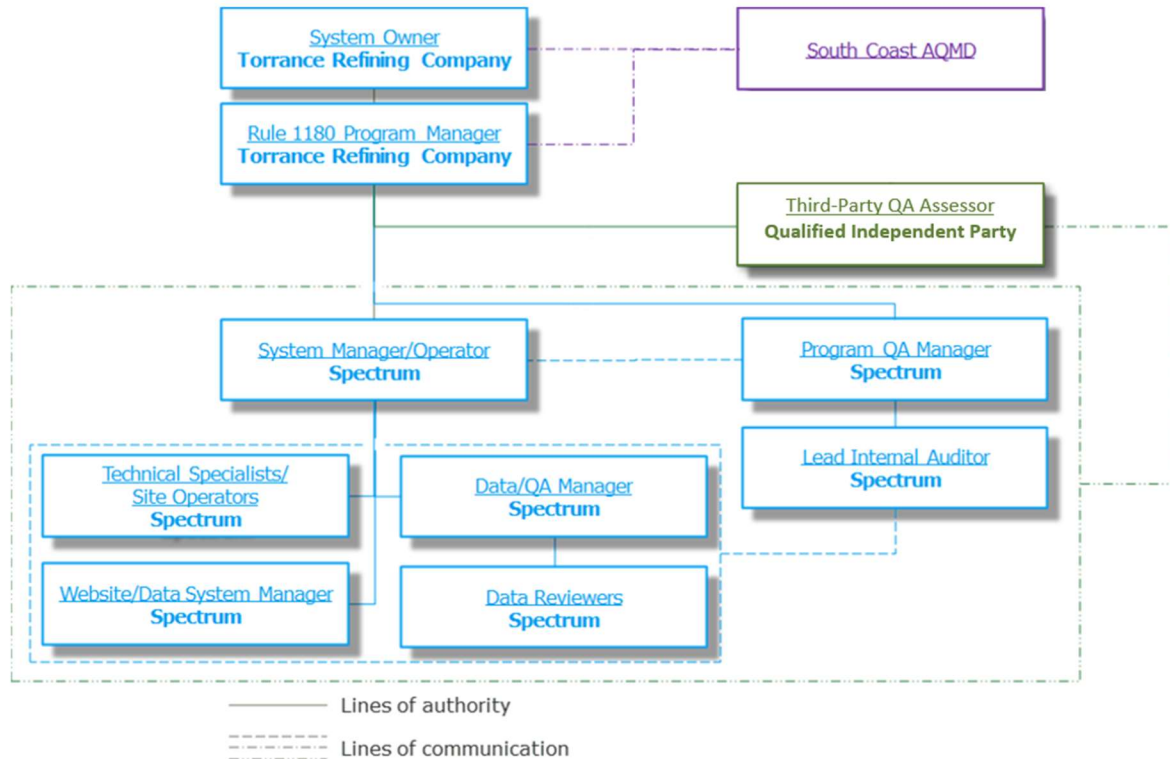 System Owner
Torrance Refining Company
South Coast AQMD
Rule 1180 Program Manager
Torrance Refining Company
Third-Party QA Assessor
Qualified Independent Party
System Manager/Operator
Spectrum
Program QA Manager
Spectrum
Technical Specialists/
Site Operators
Spectrum
Data/QA Manager
Spectrum
Lead Internal Auditor
Spectrum
Website/Data System Manager
Spectrum
Data Reviewers
Spectrum
Lines of authority
Lines of communication